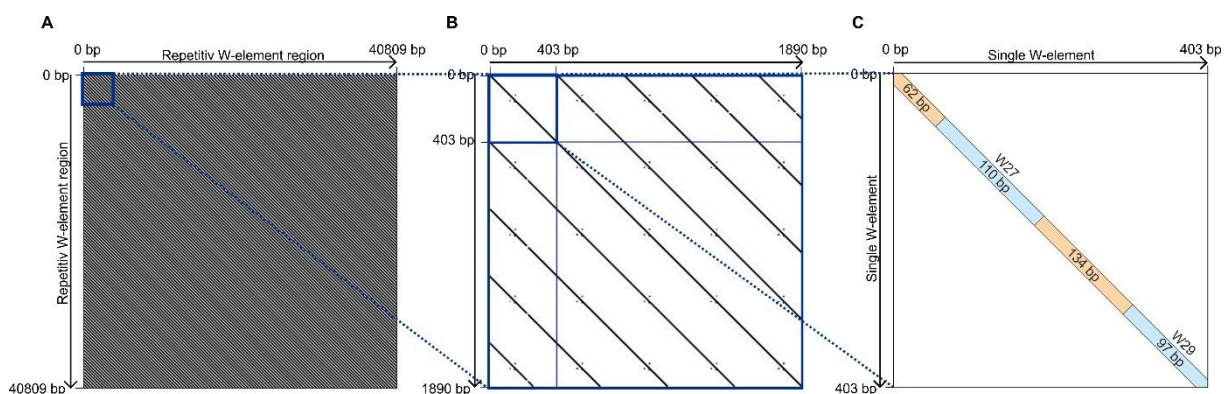 A
0 bp
40809 bp
Repetitiv W-element region
0 bp
Repetitiv W-element region
40809 bp
B
0 bp
403 bp
1890 bp
0 bp
403 bp
1890 bp
C
0 bp
403 bp
Single W-element
0 bp
Single W-element
403 bp
62 bp
W27
110 bp
134 bp
W29
97 bp